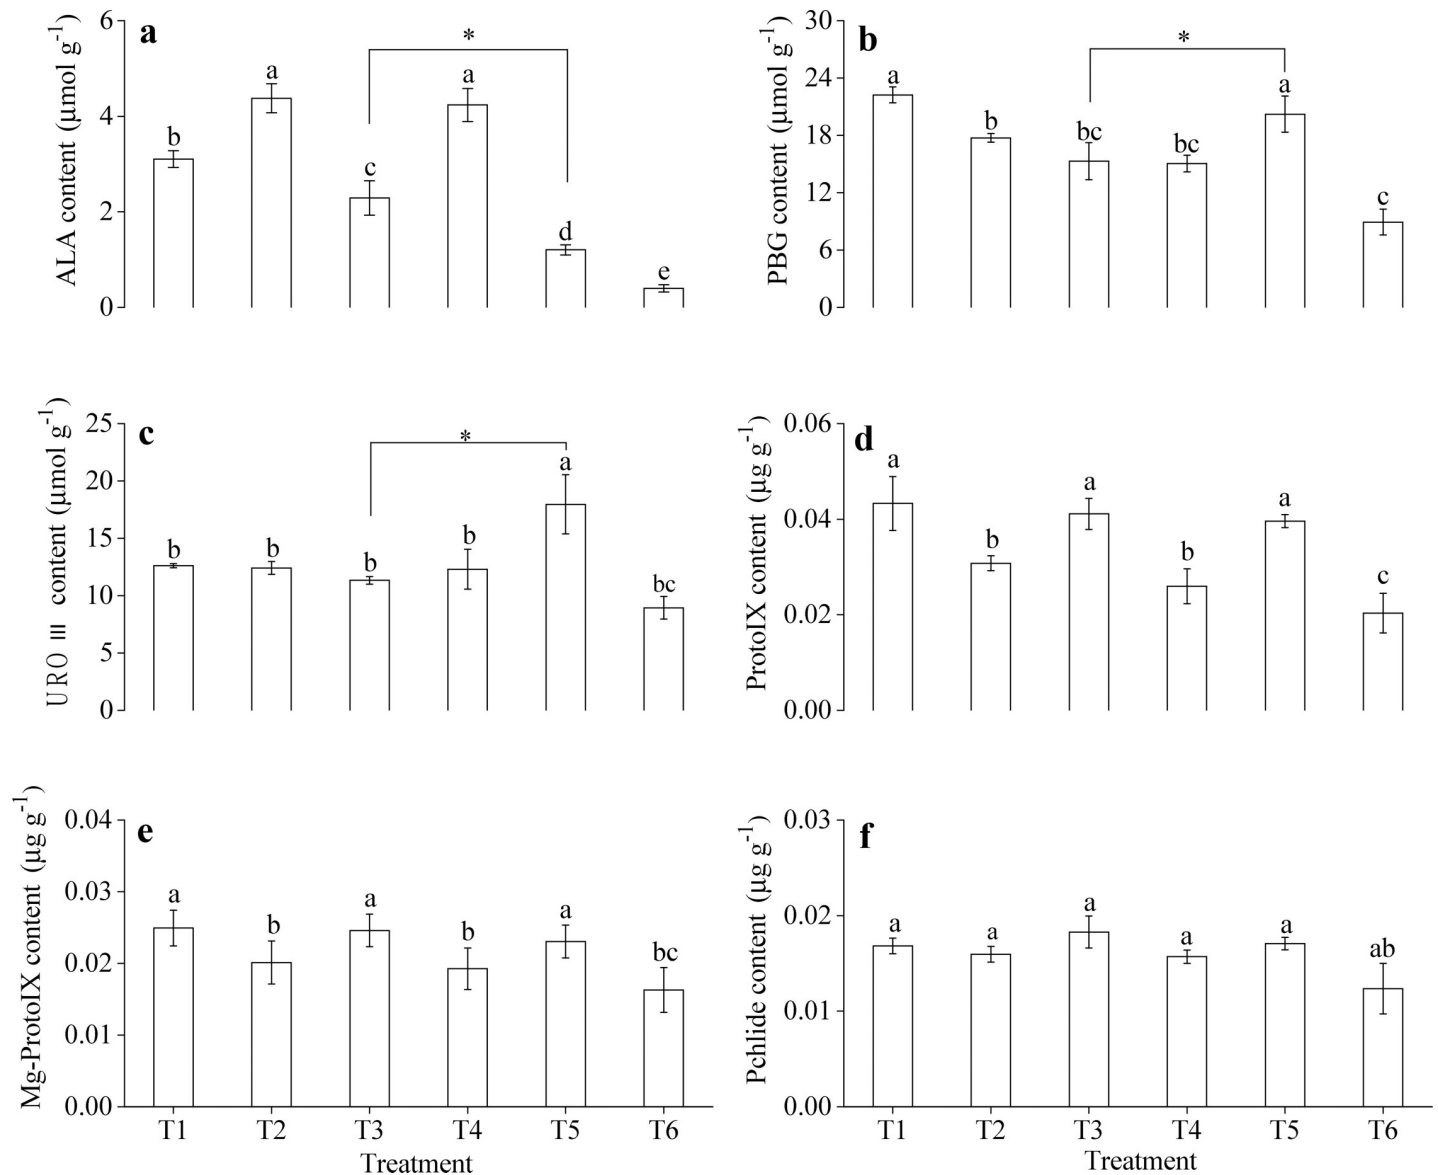 a
ALA content (μmol g-1)
6
4
2
0
b
a
c
a
d
e
*
b
PBG content (μmol g-1)
30
24
18
12
6
0
a
b
bc
bc
a
c
*
c
URO III content (μmol g-1)
25
20
15
10
5
0
b
b
b
b
a
bc
*
d
ProtoIX content (μg g-1)
0.06
0.04
0.02
0.00
a
b
a
b
a
c
e
Mg-ProtoIX content (μg g-1)
0.04
0.03
0.02
0.01
0.00
a
b
a
b
a
bc
T1 T2 T3 T4 T5 T6
Treatment
f
Pchlide content (μg g-1)
0.03
0.02
0.01
0.00
a
a
a
a
a
ab
T1 T2 T3 T4 T5 T6
Treatment